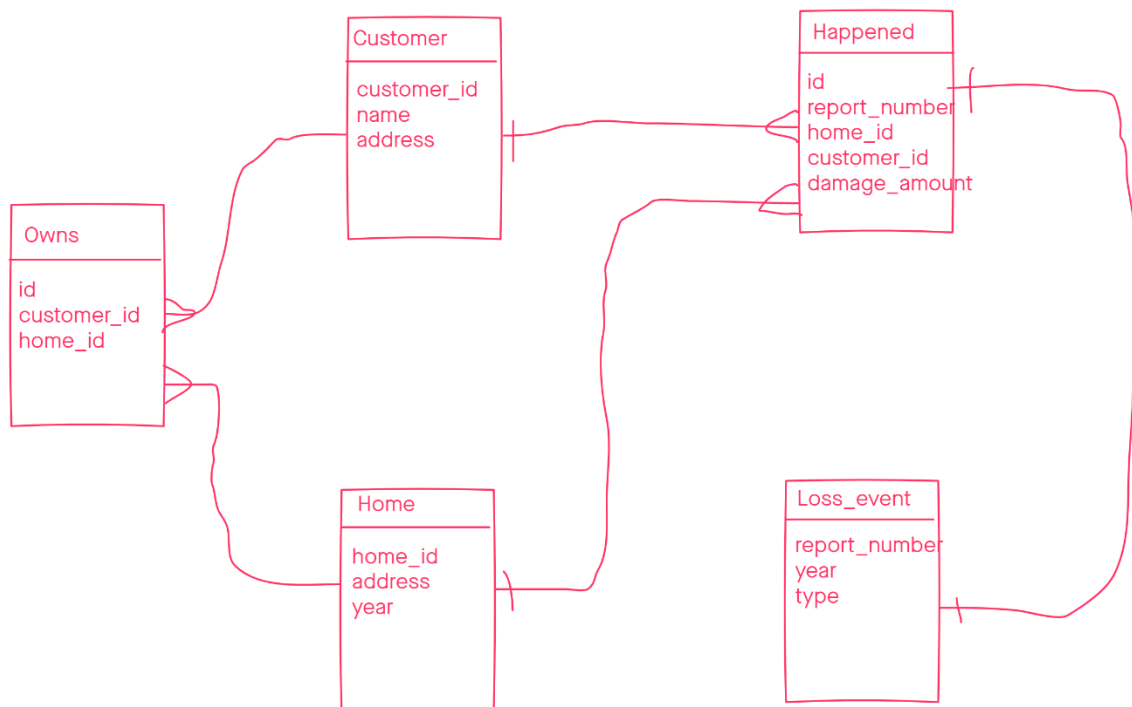 Customer
customer_id
name
address
Happened
id
report_number
home_id
customer_id
damage_amount
Owns
id
customer_id
home_id
Home
home_id
address
year
Loss_event
report_number
year
type